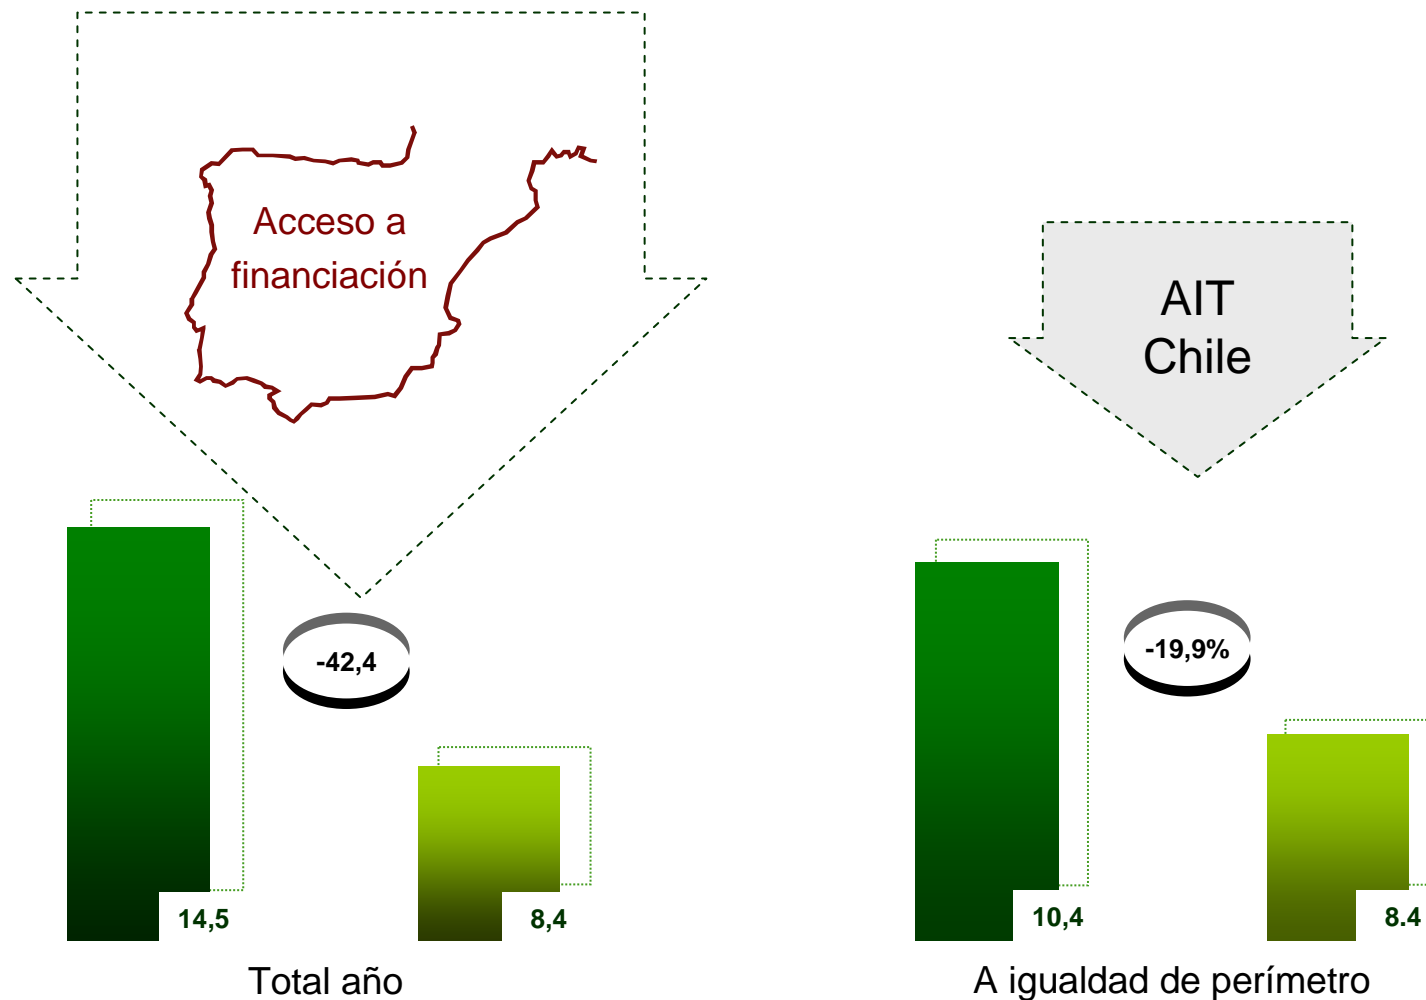 Acceso a
financiación
AIT
Chile
-42,4
-19,9%
14,5
8,4
10,4
8.4
Total año
A igualdad de perímetro